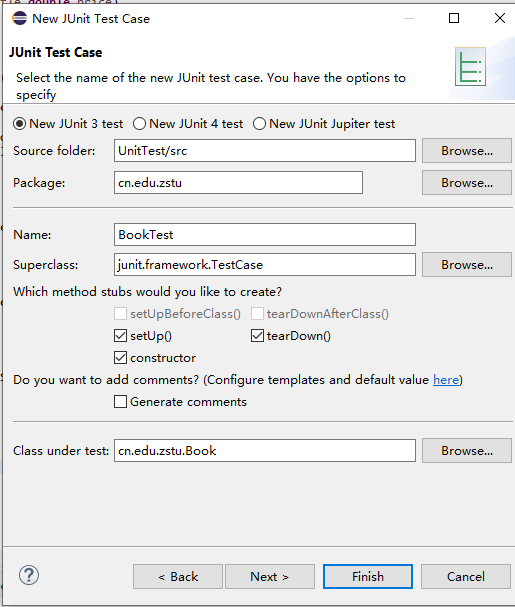 tle,double price)
New JUnit Test Case
JUnit Test Case
Select the name of the new JUnit test case. You have the options to
specify
New JUnit 3 test New JUnit 4 test New JUnit Jupiter test
Source folder: UnitTest/src Browse...
Package: cn.edu.zstu Browse...
Name: BookTest
Superclass: junit.framework.TestCase Browse...
Which method stubs would you like to create?
setUpBeforeClass() tearDownAfterClass()
setUp() tearDown()
constructor
Do you want to add comments? (Configure templates and default value here)
Generate comments
Class under test: cn.edu.zstu.Book Browse...
? < Back Next > Finish Cancel